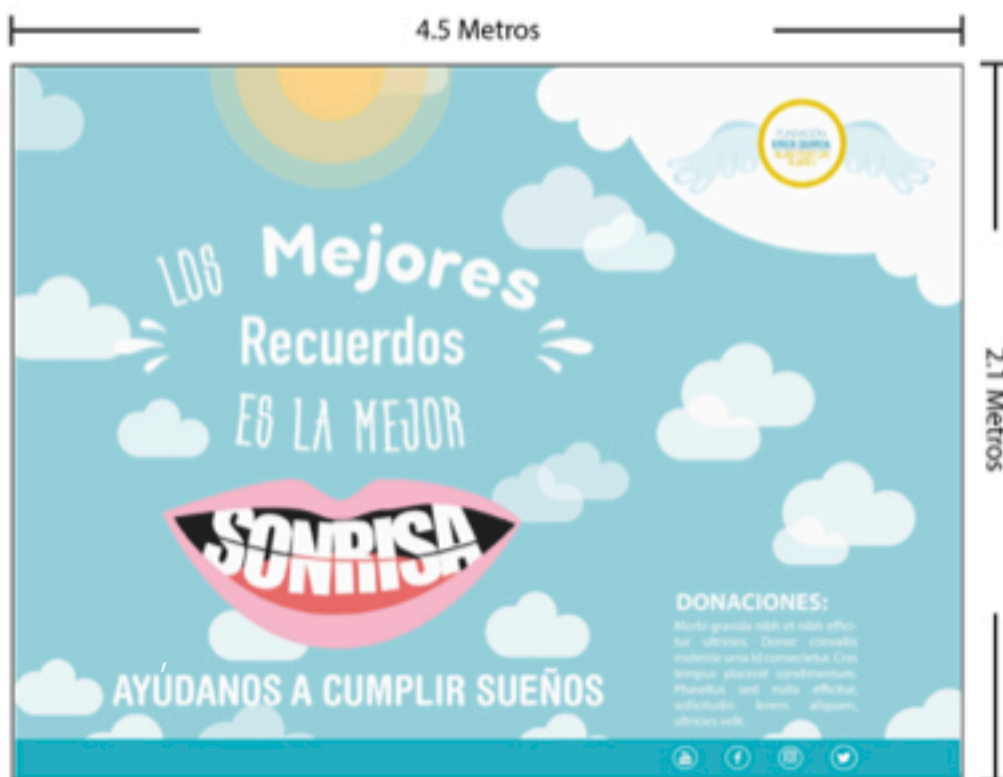 4.5 Metros
FUNDACIÓN
LOS Mejores
Recuerdos
ES LA MEJOR
SONRISA
AYÚDANOS A CUMPLIR SUEÑOS
2.1 Metros
DONACIONES:
Morbi gravida nibh et nibh effici-
tur ultricies. Donec convallis
molestie urna id consectetur. Cras
tempus placerat condimentum.
Phasellus sed nulla efficitur,
sollicitudin lorem aliquam,
ultricies velit.